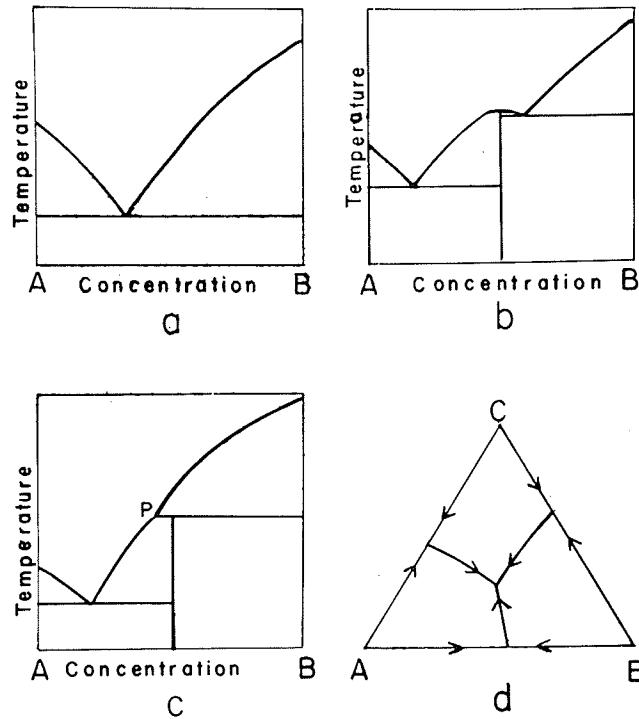 Temperature
A Concentration B
a
Temperature
A Concentration B
b
Temperature
P
A Concentration B
c
C
A B
d